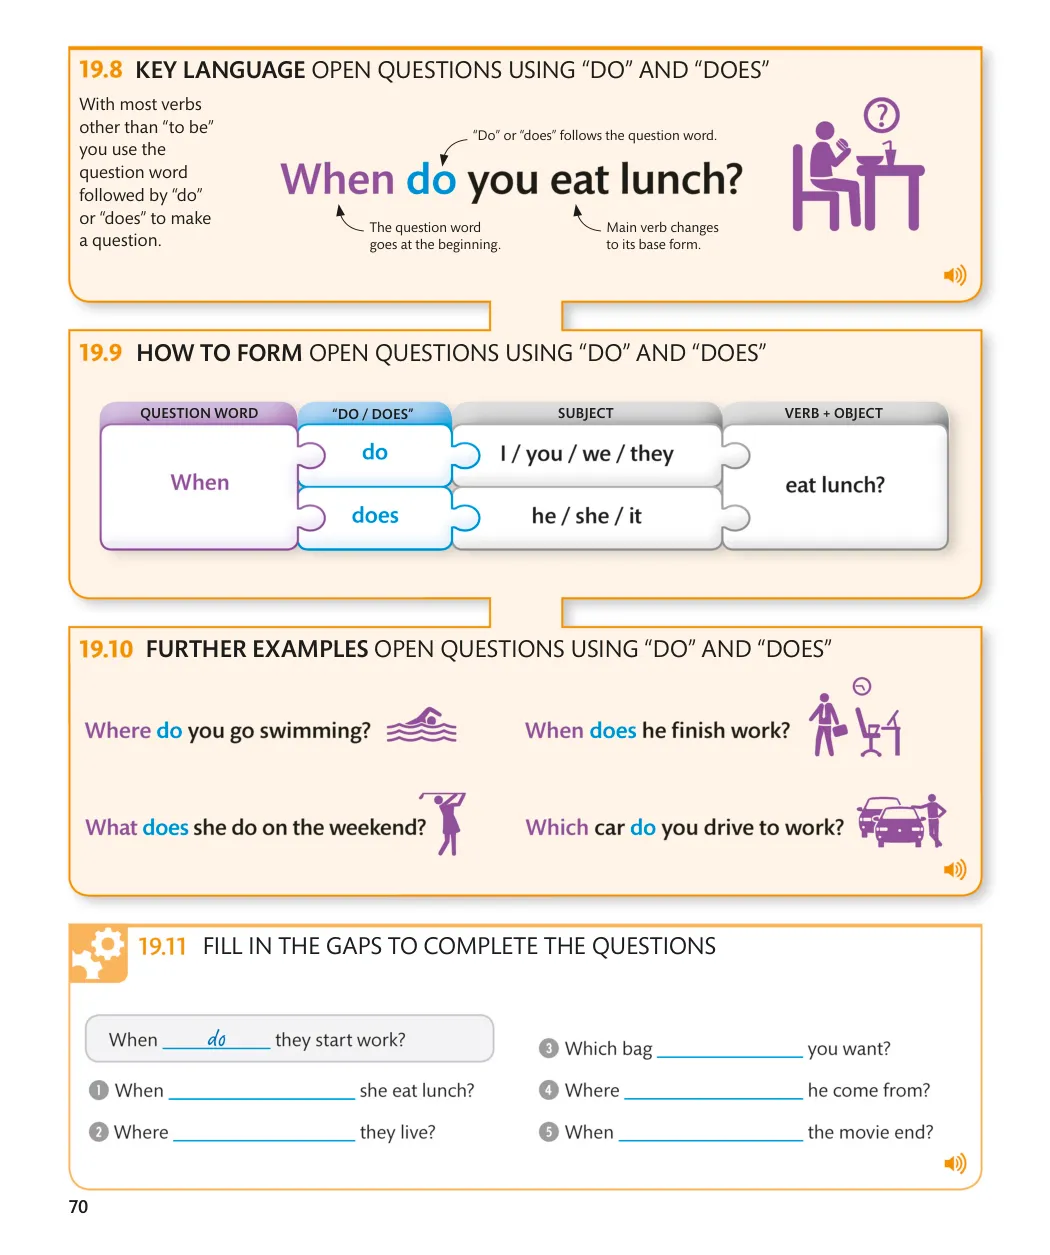 19.8 KEY LANGUAGE OPEN QUESTIONS USING “DO” AND “DOES”
With most verbs
other than “to be”
you use the
question word
followed by “do”
or “does” to make
a question.
“Do” or “does” follows the question word.
When do you eat lunch?
The question word
goes at the beginning.
Main verb changes
to its base form.
?
19.9 HOW TO FORM OPEN QUESTIONS USING “DO” AND “DOES”
QUESTION WORD “DO / DOES” SUBJECT VERB + OBJECT
When
do
I / you / we / they
does
he / she / it
eat lunch?
19.10 FURTHER EXAMPLES OPEN QUESTIONS USING “DO” AND “DOES”
Where do you go swimming?
When does he finish work?
What does she do on the weekend?
Which car do you drive to work?
19.11 FILL IN THE GAPS TO COMPLETE THE QUESTIONS
When do they start work?
1 When ____ she eat lunch?
2 Where ____ they live?
3 Which bag ____ you want?
4 Where ____ he come from?
5 When ____ the movie end?
70